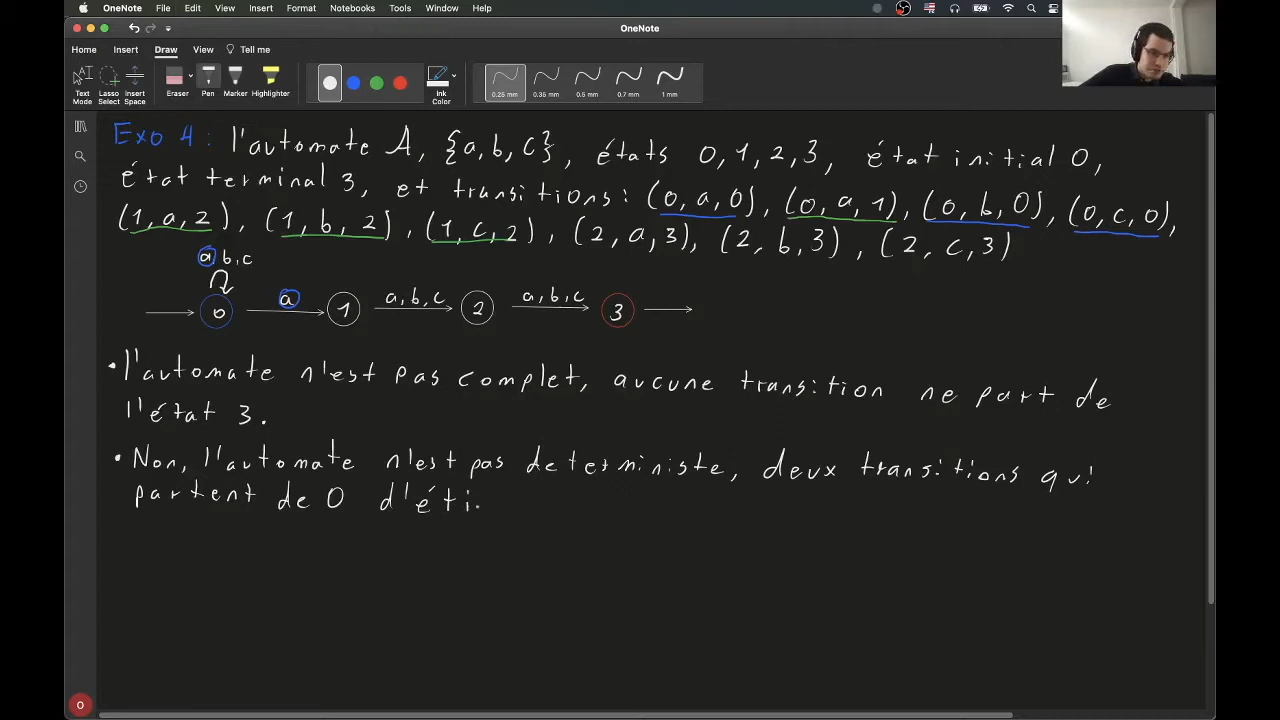 OneNote File Edit View Insert Format Notebooks Tools Window Help
OneNote
Home Insert Draw View Tell me
Text Mode Lasso Select Insert Space Eraser Pen Marker Highlighter Ink Color 0.25 mm 0.35 mm 0.5 mm 0.7 mm 1 mm
Exo 4 : l'automate A, {a, b, c}, états 0, 1, 2, 3, état initial 0,
état terminal 3, et transitions : (0, a, 0), (0, a, 1), (0, b, 0), (0, c, 0),
(1, a, 2), (1, b, 2), (1, c, 2), (2, a, 3), (2, b, 3), (2, c, 3)
a, b, c
0 a 1 a, b, c 2 a, b, c 3
• l'automate n'est pas complet, aucune transition ne part de
l'état 3.
• Non, l'automate n'est pas deterministe, deux transitions qui
partent de 0 d'éti